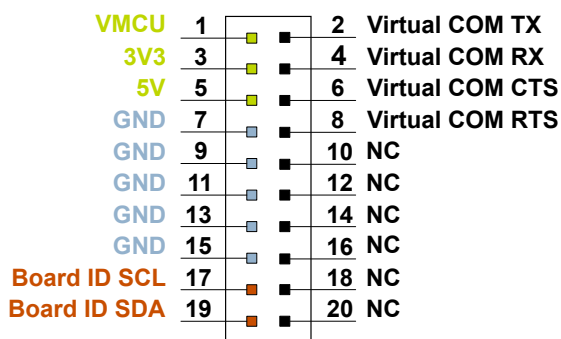 VMCU 1 2 Virtual COM TX
3V3 3 4 Virtual COM RX
5V 5 6 Virtual COM CTS
GND 7 8 Virtual COM RTS
GND 9 10 NC
GND 11 12 NC
GND 13 14 NC
GND 15 16 NC
Board ID SCL 17 18 NC
Board ID SDA 19 20 NC